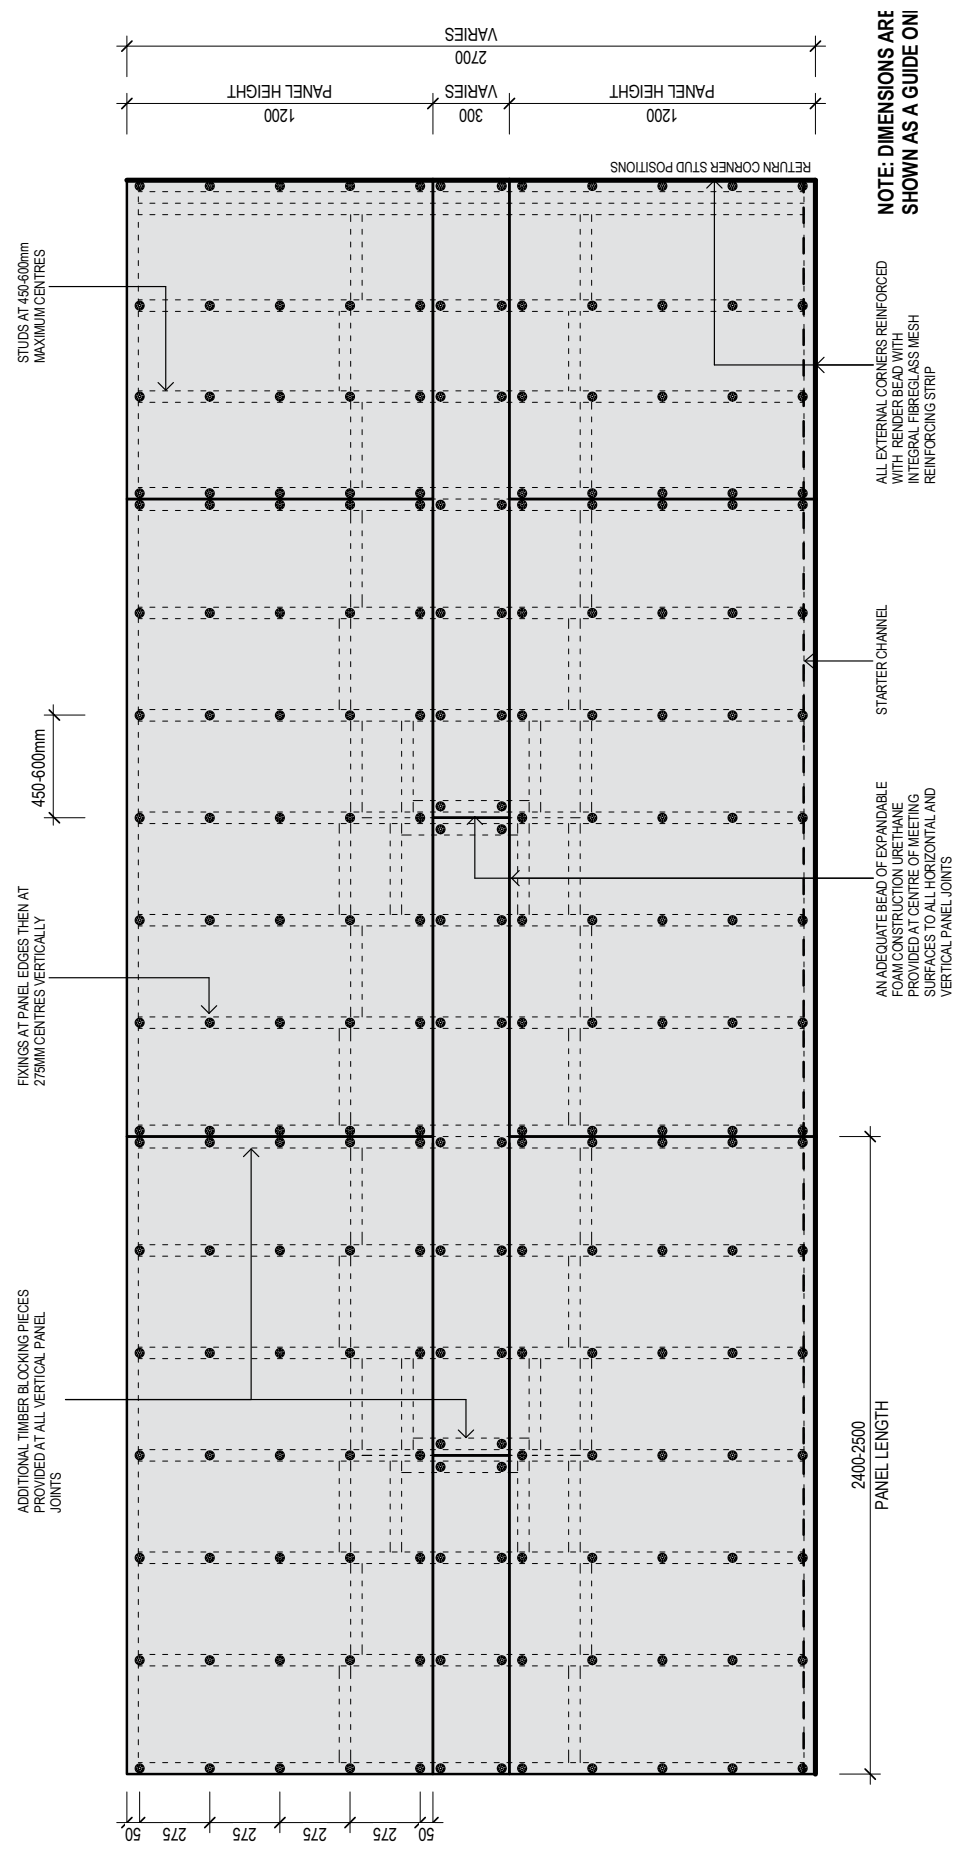 ADDITIONAL TIMBER BLOCKING PIECES
PROVIDED AT ALL VERTICAL PANEL
JOINTS
FIXINGS AT PANEL EDGES THEN AT
275MM CENTRES VERTICALLY
450-600mm
STUDS AT 450-600mm
MAXIMUM CENTRES
50
275
275
275
275
50
1200
PANEL HEIGHT
300
VARIES
1200
PANEL HEIGHT
2700
VARIES
RETURN CORNER STUD POSITIONS
2400-2500
PANEL LENGTH
AN ADEQUATE BEAD OF EXPANDABLE
FOAM CONSTRUCTION URETHANE
PROVIDED AT CENTRE OF MEETING
SURFACES TO ALL HORIZONTAL AND
VERTICAL PANEL JOINTS
STARTER CHANNEL
ALL EXTERNAL CORNERS REINFORCED
WITH RENDER BEAD WITH
INTEGRAL FIBREGLASS MESH
REINFORCING STRIP
NOTE: DIMENSIONS ARE
SHOWN AS A GUIDE ON